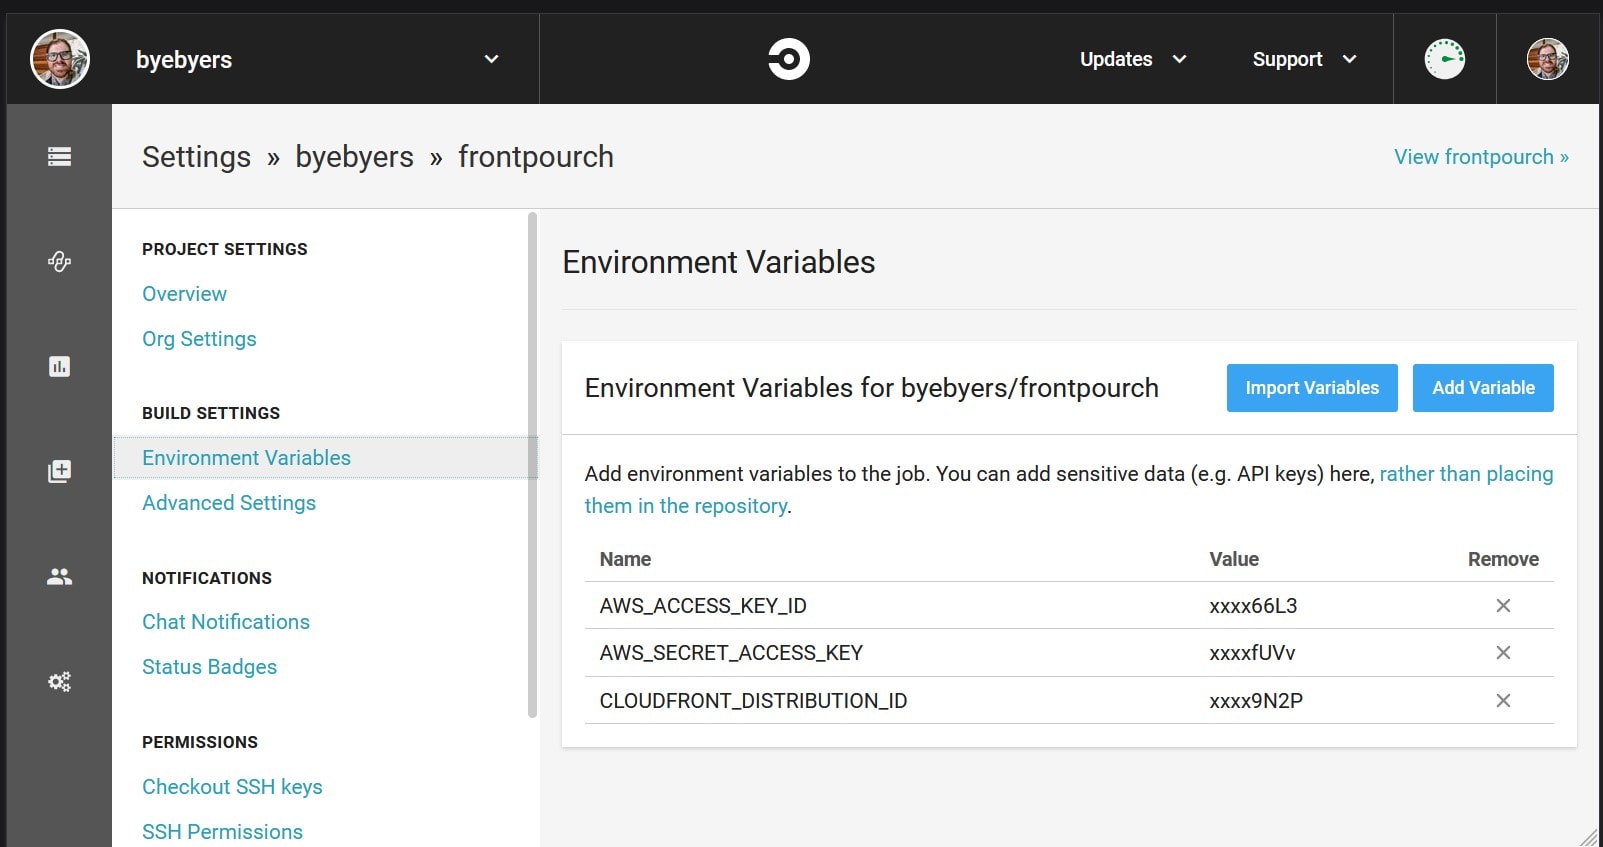 byebyers
Updates
Support
Settings » byebyers » frontpourch
View frontpourch »
PROJECT SETTINGS
Overview
Org Settings
BUILD SETTINGS
Environment Variables
Advanced Settings
NOTIFICATIONS
Chat Notifications
Status Badges
PERMISSIONS
Checkout SSH keys
SSH Permissions
Environment Variables
Environment Variables for byebyers/frontpourch
Import Variables
Add Variable
Add environment variables to the job. You can add sensitive data (e.g. API keys) here, rather than placing
them in the repository.
Name Value Remove
AWS_ACCESS_KEY_ID xxxx66L3
AWS_SECRET_ACCESS_KEY xxxxfUVv
CLOUDFRONT_DISTRIBUTION_ID xxxx9N2P